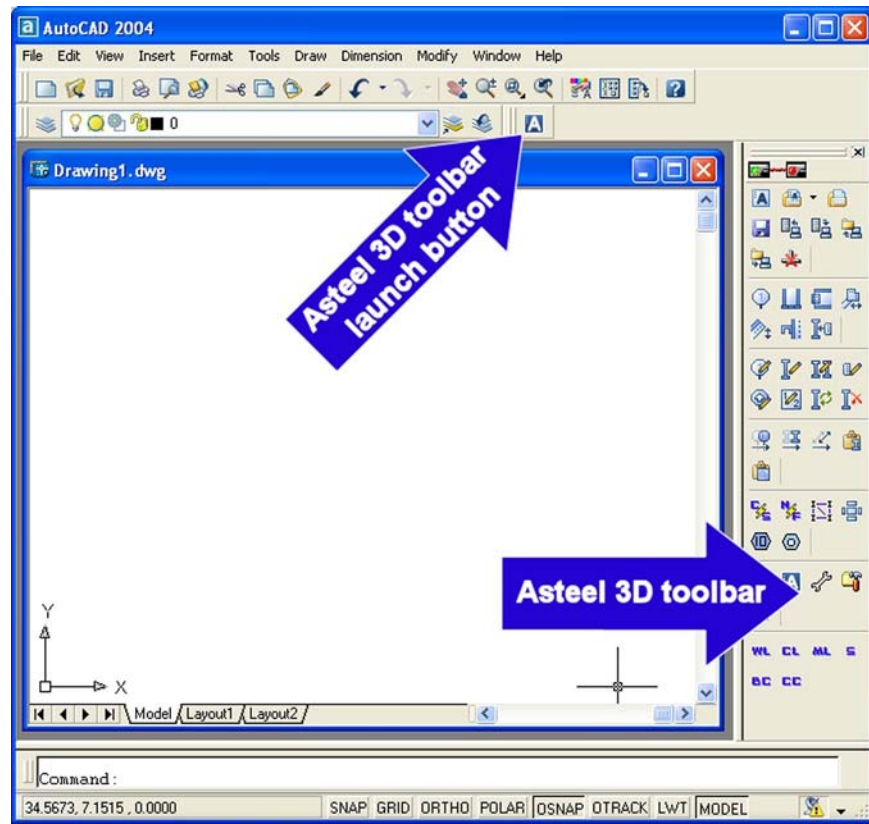 AutoCAD 2004
File Edit View Insert Format Tools Draw Dimension Modify Window Help
0
A
Drawing1.dwg
Asteel 3D toolbar
launch button
A
Asteel 3D toolbar
ID
WL CL ML S
BC CC
Y
X
Model Layout1 Layout2
Command:
34.5673, 7.1515 , 0.0000 SNAP GRID ORTHO POLAR OSNAP OTRACK LWT MODEL